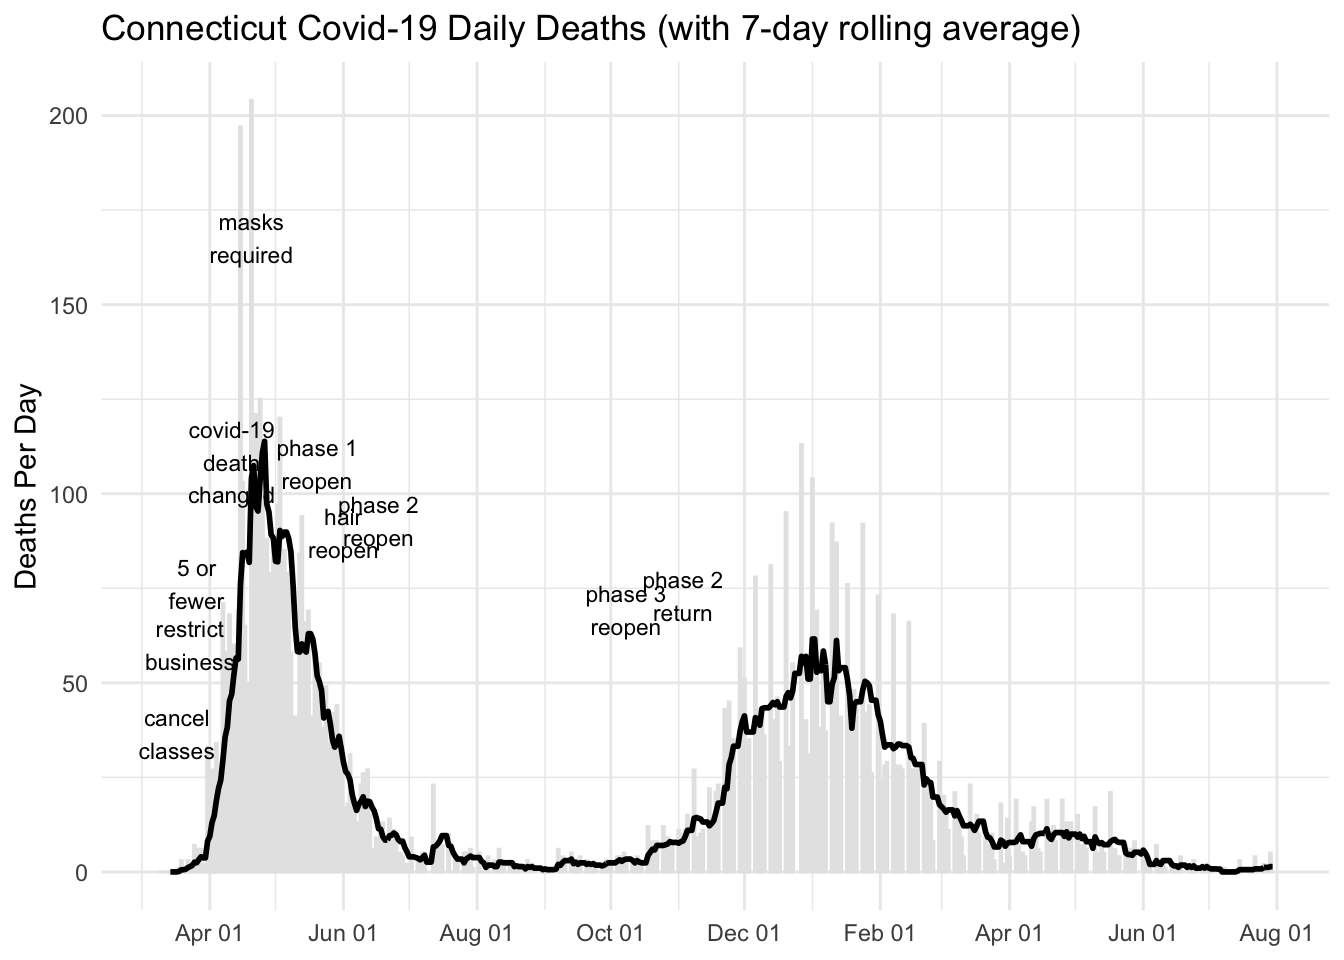 Connecticut Covid-19 Daily Deaths (with 7-day rolling average)
Deaths Per Day
200
150
100
50
0
masks
required
covid-19
death
changed
phase 1
reopen
phase 2
reopen
hair
reopen
5 or
fewer
restrict
business
cancel
classes
phase 3
reopen
phase 2
return
Apr 01
Jun 01
Aug 01
Oct 01
Dec 01
Feb 01
Apr 01
Jun 01
Aug 01